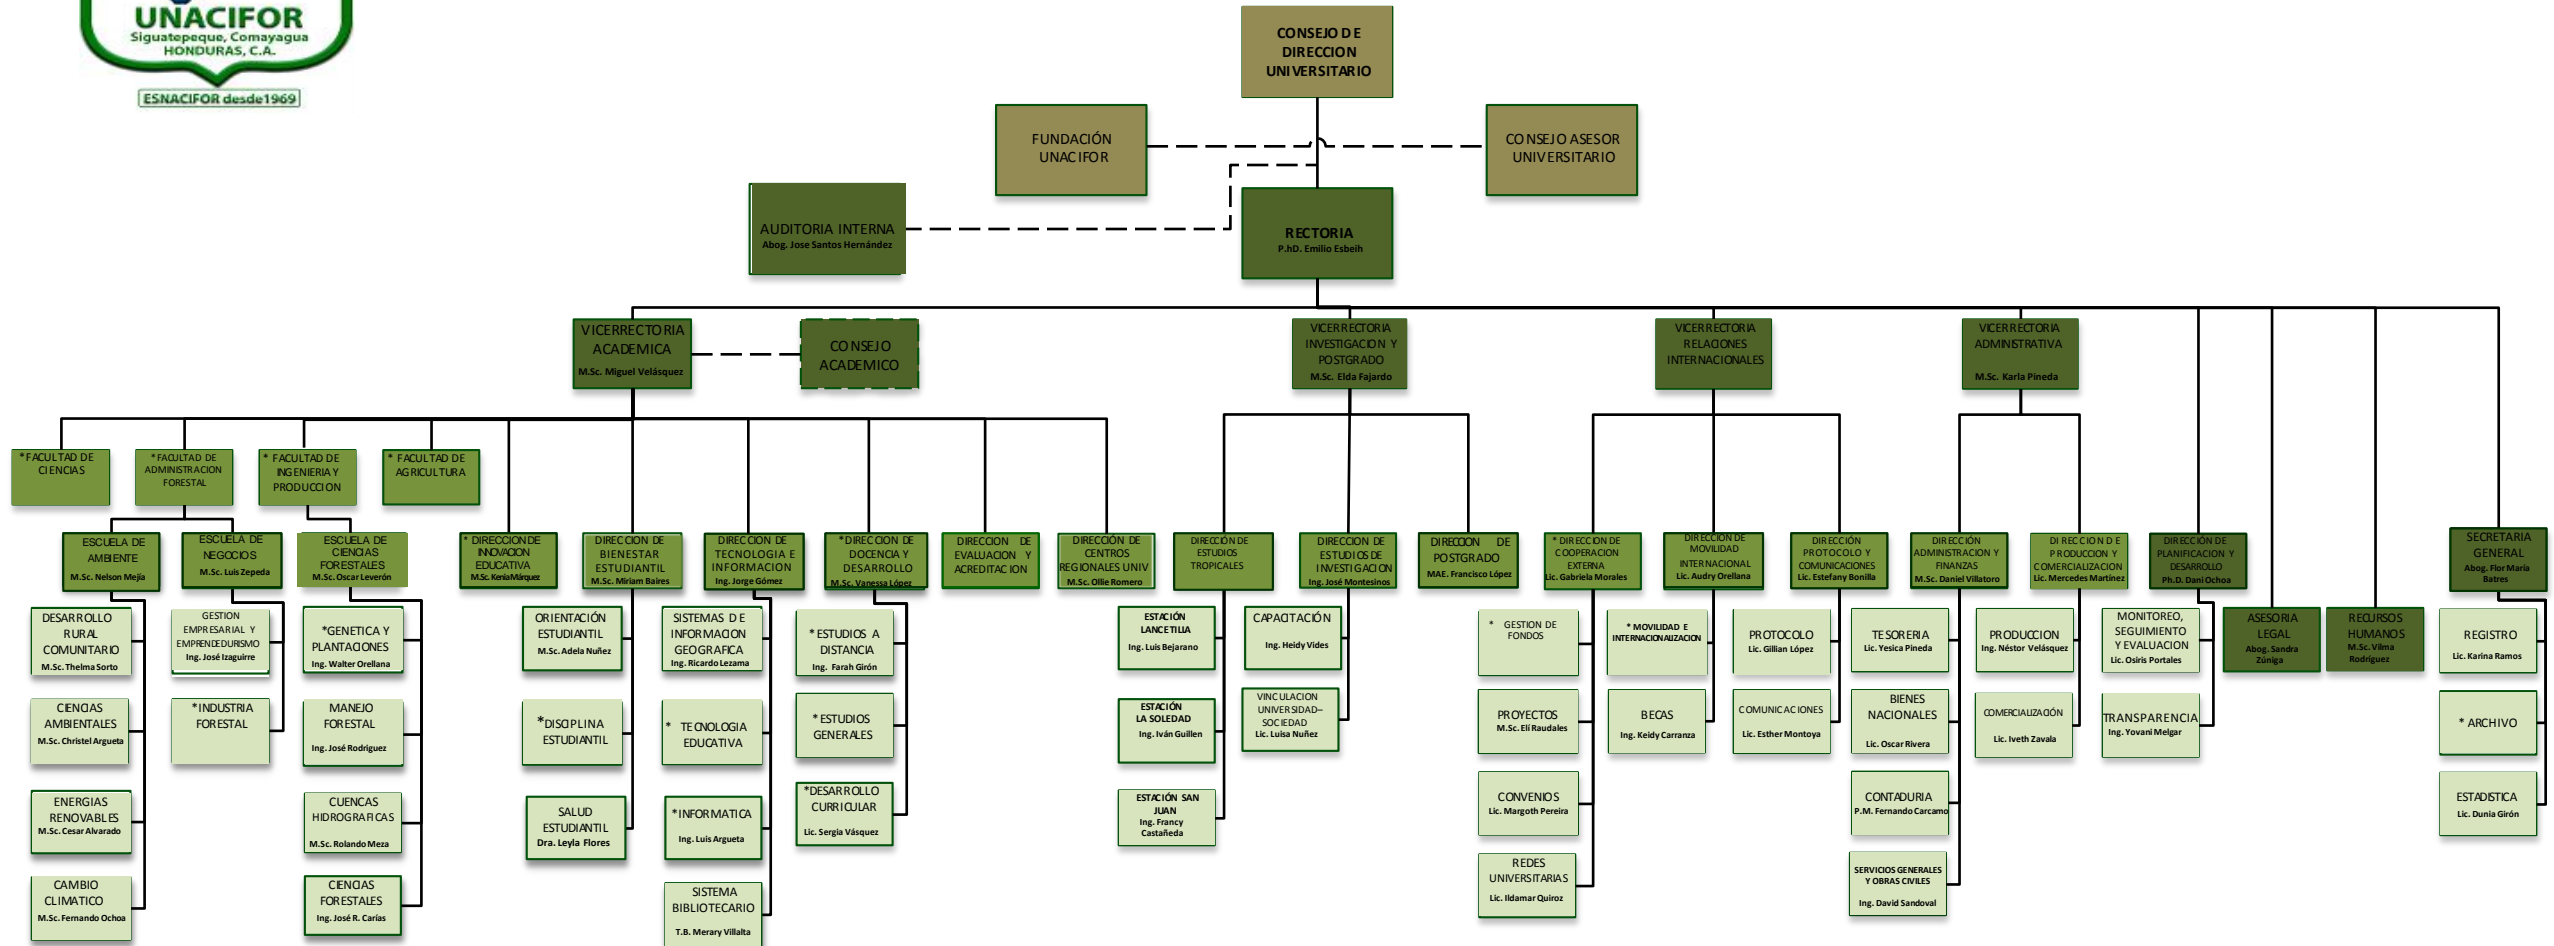 UNACIFOR
Siguatepeque, Comayagua
HONDURAS, C.A.
ESNACIFOR desde1969
CONSEJO DE
DIRECCION
UNIVERSITARIO
FUNDACIÓN
UNACIFOR
CONSEJO ASESOR
UNIVERSITARIO
AUDITORIA INTERNA
Abog. Jose Santos Hernández
RECTORIA
P.hD. Emilio Esbeih
VICERRECTORIA
ACADEMICA
M.Sc. Miguel Velásquez
CONSEJO
ACADEMICO
VICERRECTORIA
INVESTIGACION Y
POSTGRADO
M.Sc. Elda Fajardo
VICERRECTORIA
RELACIONES
INTERNACIONALES
VICERRECTORIA
ADMINISTRATIVA
M.Sc. Karla Pineda
*FACULTAD DE
CIENCIAS
*FACULTAD DE
ADMINISTRACION
FORESTAL
* FACULTAD DE
INGENIERIA Y
PRODUCCION
* FACULTAD DE
AGRICULTURA
ESCUELA DE
AMBIENTE
M.Sc. Nelson Mejía
ESCUELA DE
NEGOCIOS
M.Sc. Luis Zepeda
ESCUELA DE
CIENCIAS
FORESTALES
M.Sc. Oscar Leverón
* DIRECCION DE
INNOVACION
EDUCATIVA
M.Sc. Kenia Márquez
DIRECCION DE
BIENESTAR
ESTUDIANTIL
M.Sc. Miriam Baires
DIRECCION DE
TECNOLOGIA E
INFORMACION
Ing. Jorge Gómez
*DIRECCION DE
DOCENCIA Y
DESARROLLO
M.Sc. Vanessa López
DIRECCION DE
EVALUACION Y
ACREDITACION
DIRECCIÓN DE
CENTROS
REGIONALES UNIV
M.Sc. Ollie Romero
DIRECCIÓN DE
ESTUDIOS
TROPICALES
DIRECCION DE
ESTUDIOS DE
INVESTIGACION
Ing. José Montesinos
DIRECCION DE
POSTGRADO
MAE. Francisco López
* DIRECCION DE
COOPERACION
EXTERNA
Lic. Gabriela Morales
DIRECCION DE
MOVILIDAD
INTERNACIONAL
Lic. Audry Orellana
DIRECCIÓN
PROTOCOLO Y
COMUNICACIONES
Lic. Estefany Bonilla
DIRECCIÓN
ADMINISTRACION Y
FINANZAS
M.Sc. Daniel Villatoro
DIRECCION DE
PRODUCCION Y
COMERCIALIZACION
Lic. Mercedes Martínez
DIRECCIÓN DE
PLANIFICACION Y
DESARROLLO
Ph.D. Dani Ochoa
SECRETARIA
GENERAL
Abog. Flor María
Batres
DESARROLLO
RURAL
COMUNITARIO
M.Sc. Thelma Sorto
GESTION
EMPRESARIAL Y
EMPRENDEDURISMO
Ing. José Izaguirre
*GENETICA Y
PLANTACIONES
Ing. Walter Orellana
ORIENTACIÓN
ESTUDIANTIL
M.Sc. Adela Nuñez
SISTEMAS DE
INFORMACION
GEOGRAFICA
Ing. Ricardo Lezama
*ESTUDIOS A
DISTANCIA
Ing. Farah Girón
ESTACIÓN
LANCETILIA
Ing. Luis Bejarano
CAPACITACIÓN
Ing. Heidy Vides
* GESTION DE
FONDOS
* MOVILIDAD E
INTERNACIONALIZACION
PROTOCOLO
Lic. Gillian López
TESORERIA
Lic. Yesica Pineda
PRODUCCION
Ing. Néstor Velásquez
MONITOREO,
SEGUIMIENTO
Y EVALUACION
Lic. Osiris Portales
ASESORIA
LEGAL
Abog. Sandra
Zúniga
RECURSOS
HUMANOS
M.Sc. Vilma
Rodríguez
REGISTRO
Lic. Karina Ramos
CIENCIAS
AMBIENTALES
M.Sc. Christel Argueta
*INDUSTRIA
FORESTAL
MANEJO
FORESTAL
Ing. José Rodriguez
*DISCIPLINA
ESTUDIANTIL
* TECNOLOGIA
EDUCATIVA
*ESTUDIOS
GENERALES
ESTACIÓN
LA SOLEDAD
Ing. Iván Guillen
VINCULACION
UNIVERSIDAD–
SOCIEDAD
Lic. Luisa Nuñez
PROYECTOS
M.Sc. Elí Raudales
BECAS
Ing. Keidy Carranza
COMUNICACIONES
Lic. Esther Montoya
BIENES
NACIONALES
Lic. Oscar Rivera
COMERCIALIZACIÓN
Lic. Iveth Zavala
TRANSPARENCIA
Ing. Yovani Melgar
* ARCHIVO
ENERGIAS
RENOVABLES
M.Sc. Cesar Alvarado
CUENCAS
HIDROGRAFICAS
M.Sc. Rolando Meza
SALUD
ESTUDIANTIL
Dra. Leyla Flores
*INFORMATICA
Ing. Luis Argueta
*DESARROLLO
CURRICULAR
Lic. Sergia Vásquez
ESTACIÓN SAN
JUAN
Ing. Francy
Castañeda
CONVENIOS
Lic. Margoth Pereira
CONTADURIA
P.M. Fernando Carcamo
ESTADISTICA
Lic. Dunia Girón
CAMBIO
CLIMATICO
M.Sc. Fernando Ochoa
CIENCIAS
FORESTALES
Ing. José R. Carías
SISTEMA
BIBLIOTECARIO
T.B. Merary Villalta
REDES
UNIVERSITARIAS
Lic. Ildamar Quiroz
SERVICIOS GENERALES
Y OBRAS CIVILES
Ing. David Sandoval